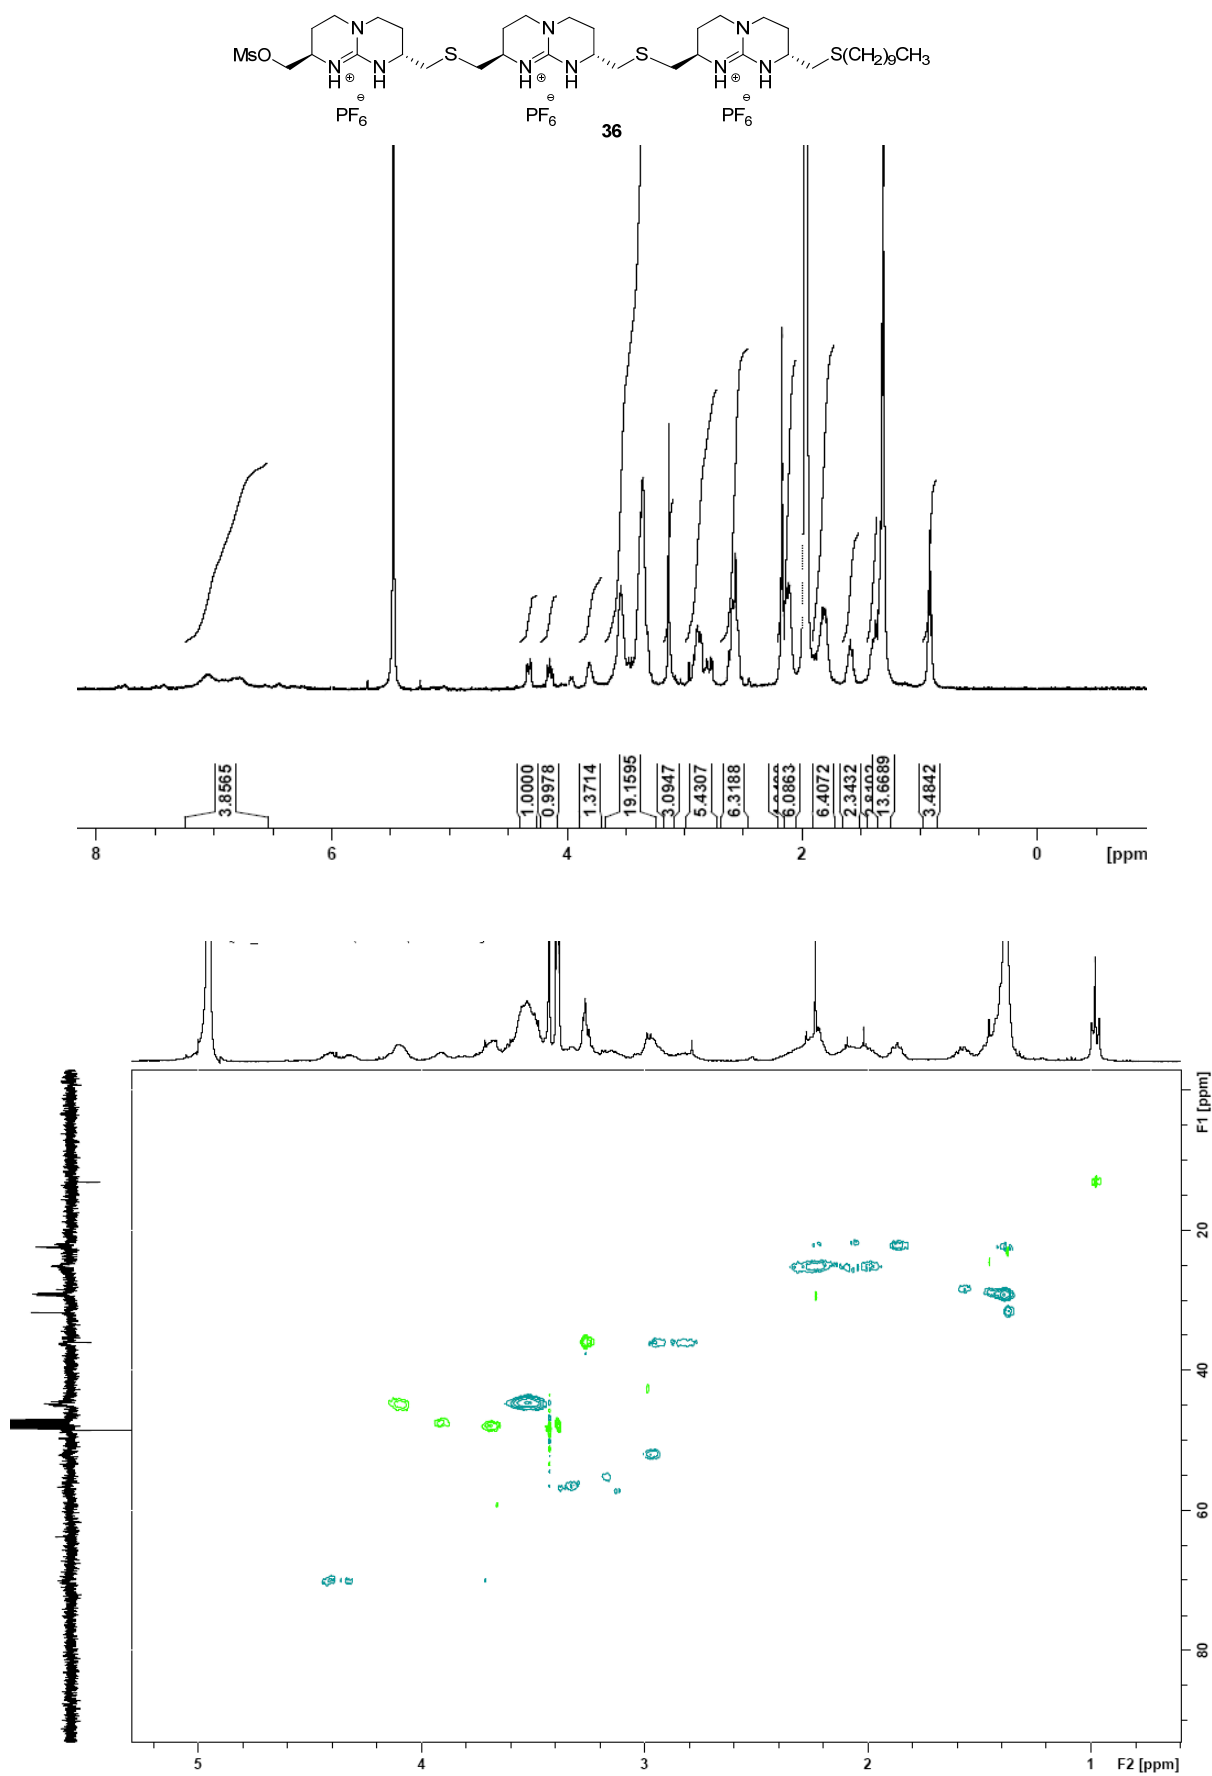 MsO N N S N N S N N S(CH2)9CH3
N H ⊕ N H N H ⊕ N H N H ⊕ N H
⊖ ⊖ ⊖
PF6 PF6 PF6
36
3.8565 1.0000 0.9978 1.3714 19.1595 3.0947 5.4307 6.3188 6.0863 6.4072 2.3432 13.6689 3.4842
8 6 4 2 0 [ppm
F1 [ppm]
20
40
60
80
5 4 3 2 1 F2 [ppm]